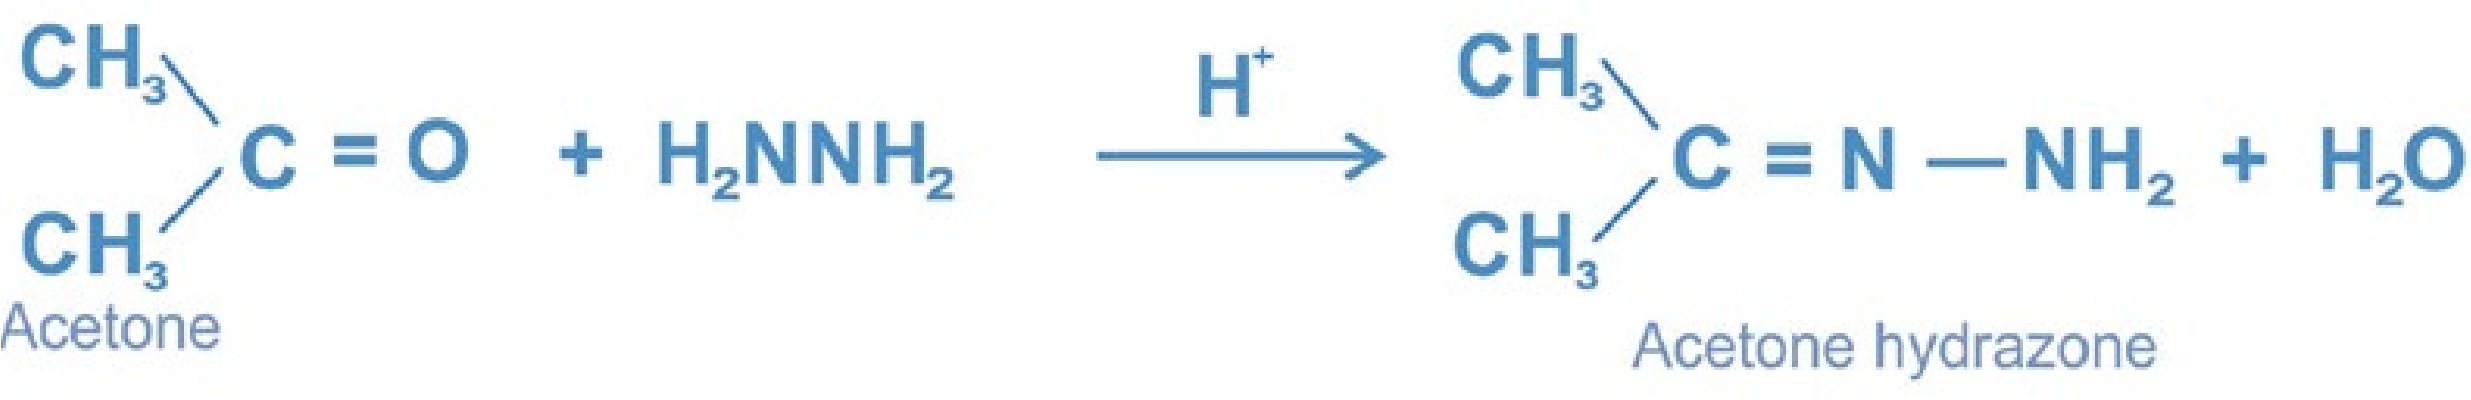 CH₃
C = O + H₂NNH₂ H⁺ CH₃
C = N — NH₂ + H₂O
CH₃
CH₃
Acetone
Acetone hydrazone